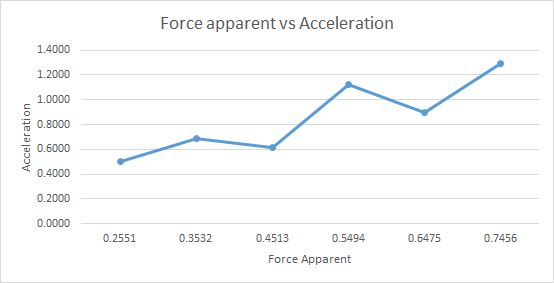 Force apparent vs Acceleration
1.4000
1.2000
1.0000
0.8000
0.6000
0.4000
0.2000
0.0000
Acceleration
0.2551 0.3532 0.4513 0.5494 0.6475 0.7456
Force Apparent